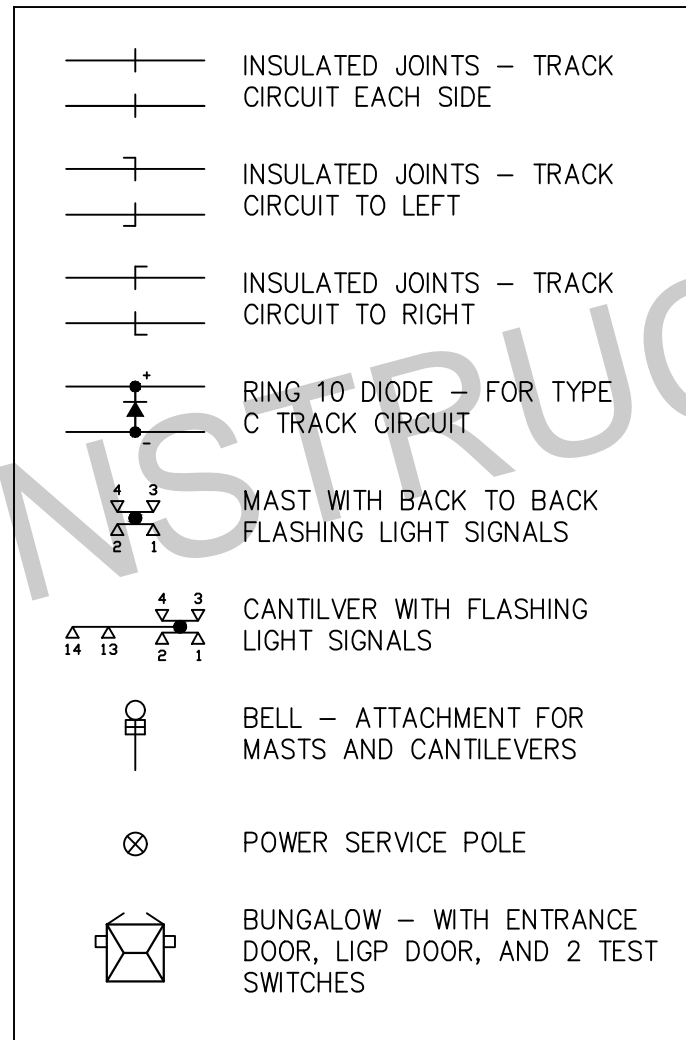 INSULATED JOINTS – TRACK
CIRCUIT EACH SIDE
INSULATED JOINTS – TRACK
CIRCUIT TO LEFT
INSULATED JOINTS – TRACK
CIRCUIT TO RIGHT
+
–
RING 10 DIODE – FOR TYPE
C TRACK CIRCUIT
4 3
2 1
MAST WITH BACK TO BACK
FLASHING LIGHT SIGNALS
4 3
14 13 2 1
CANTILVER WITH FLASHING
LIGHT SIGNALS
BELL – ATTACHMENT FOR
MASTS AND CANTILEVERS
POWER SERVICE POLE
BUNGALOW – WITH ENTRANCE
DOOR, LIGP DOOR, AND 2 TEST
SWITCHES
NSTRUC